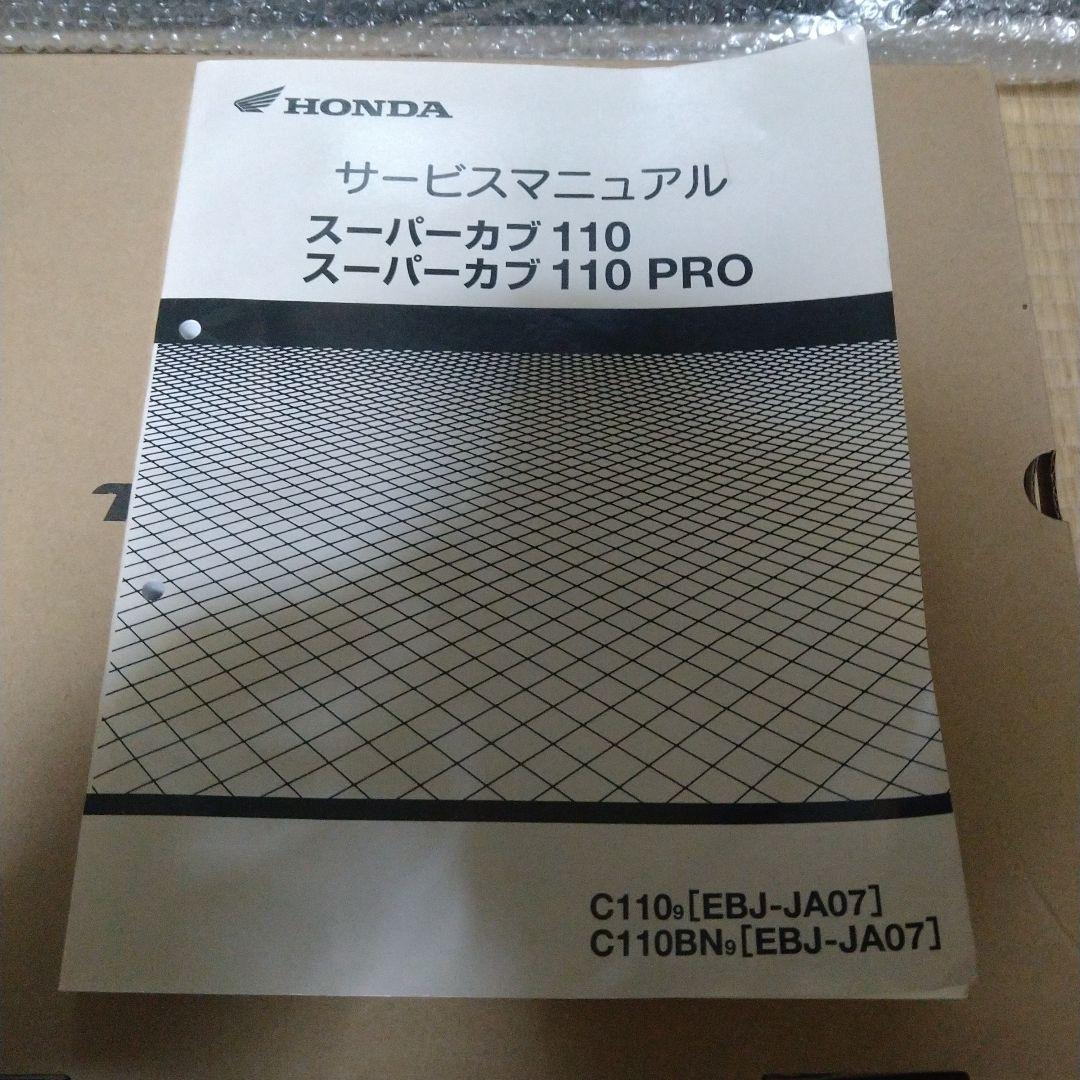 HONDA
サービスマニュアル
スーパーカブ 110
スーパーカブ 110 PRO
C1109［EBJ-JA07］
C110BN9［EBJ-JA07］